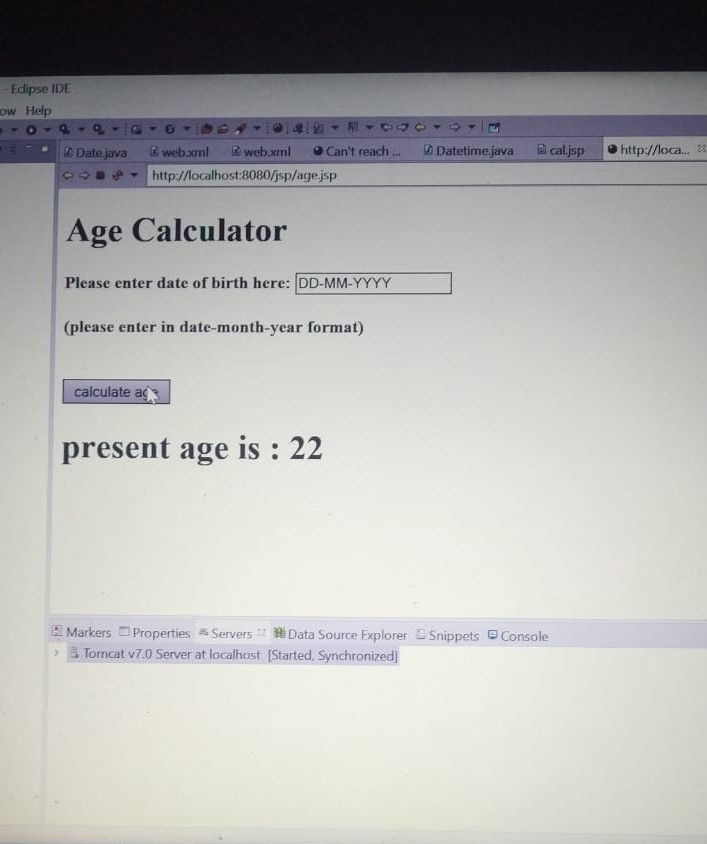 - Eclipse IDE
ow Help
Date.java web.xml web.xml Can't reach ... Datetime.java cal.jsp http://loca...
http://localhost:8080/jsp/age.jsp
Age Calculator
Please enter date of birth here: DD-MM-YYYY
(please enter in date-month-year format)
calculate age
present age is : 22
Markers Properties Servers Data Source Explorer Snippets Console
Tomcat v7.0 Server at localhost [Started, Synchronized]